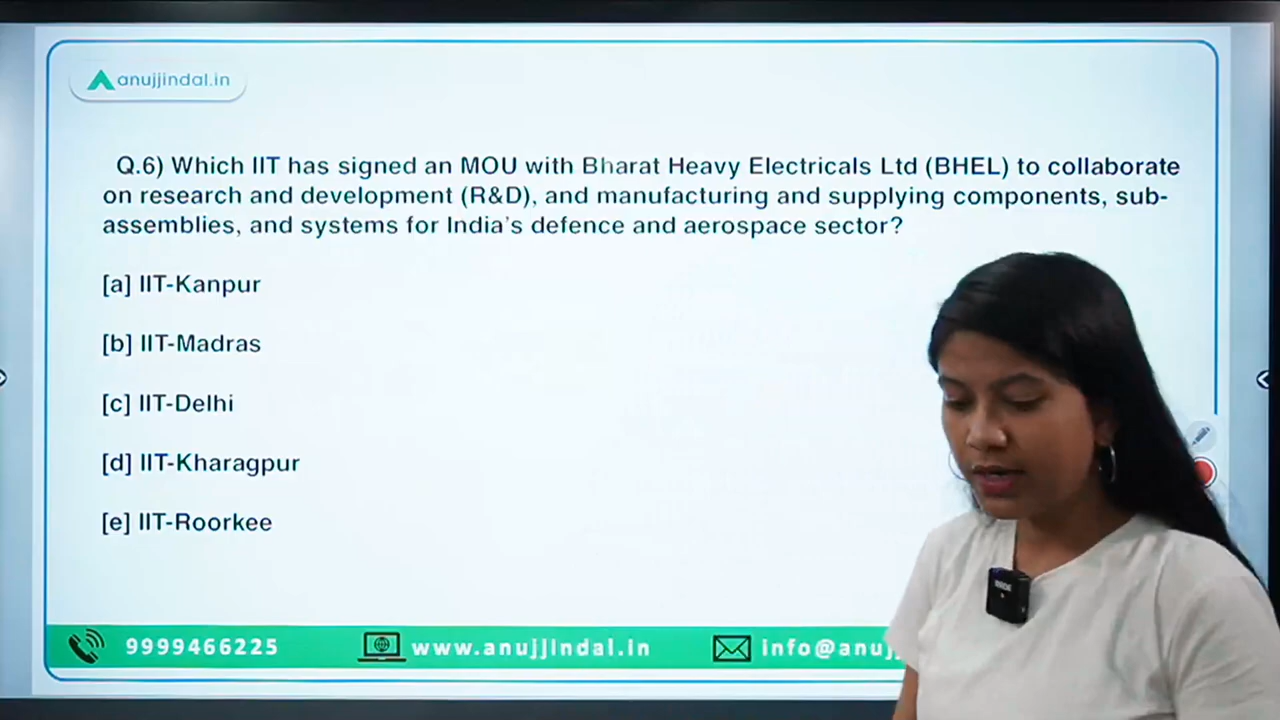 anujjindal.in
Q.6) Which IIT has signed an MOU with Bharat Heavy Electricals Ltd (BHEL) to collaborate
on research and development (R&D), and manufacturing and supplying components, sub-
assemblies, and systems for India's defence and aerospace sector?
[a] IIT-Kanpur
[b] IIT-Madras
[c] IIT-Delhi
[d] IIT-Kharagpur
[e] IIT-Roorkee
9999466225 www.anujjindal.in info@anujj